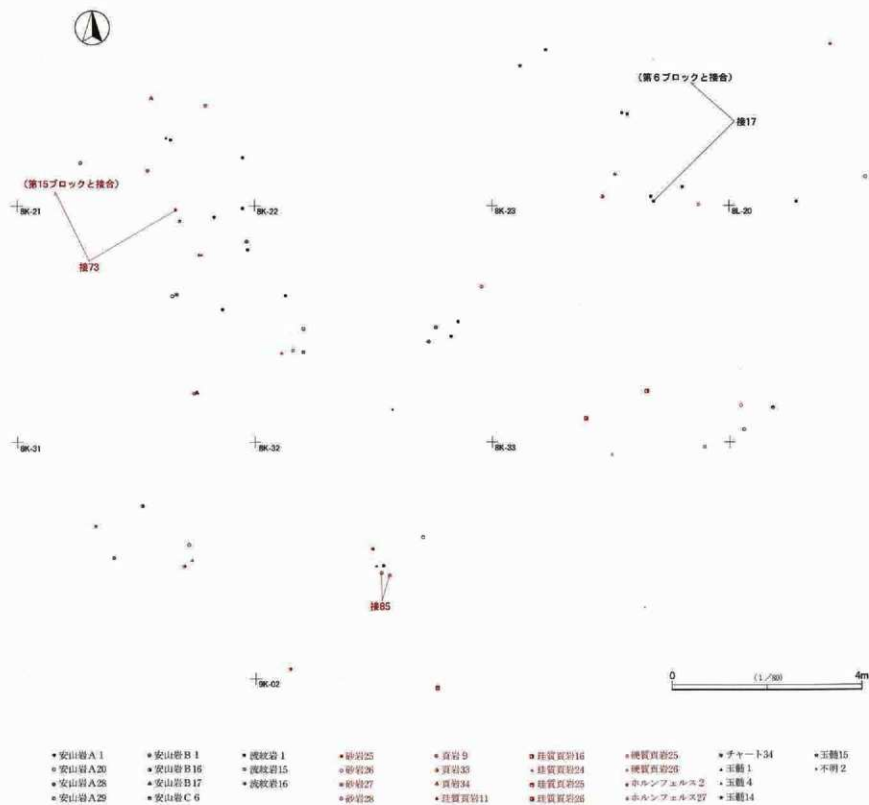 (第6ブロックと接合)
接17
(第15ブロックと接合)
8K-21
8K-22
8K-23
8L-20
接73
8K-31
8K-32
8K-33
接85
9K-02
0 (1/80) 4m
安山岩A 1 安山岩B 1 流紋岩 1 砂岩25 頁岩 9 珪質頁岩16 硬質頁岩25 チャート34 玉髄15
安山岩A20 安山岩B16 流紋岩15 砂岩26 頁岩33 珪質頁岩24 硬質頁岩26 玉髄 1 不明 2
安山岩A28 安山岩B17 流紋岩16 砂岩27 頁岩34 珪質頁岩25 ホルンフェルス 2 玉髄 4
安山岩A29 安山岩C 6 砂岩28 珪質頁岩11 珪質頁岩26 ホルンフェルス27 玉髄14